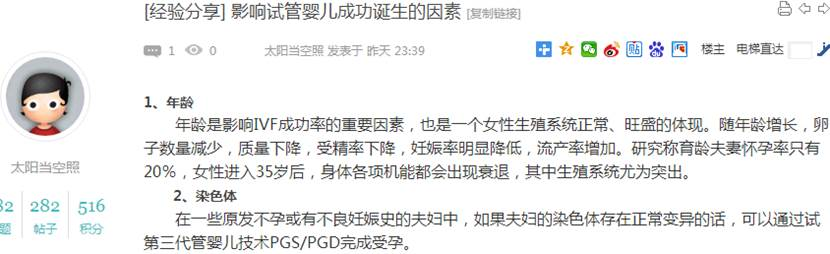 [经验分享] 影响试管婴儿成功诞生的因素 [复制链接]
1 0 太阳当空照 发表于 昨天 23:39 楼主 电梯直达
太阳当空照
82 282 516
题 帖子 积分
1、年龄
年龄是影响IVF成功率的重要因素，也是一个女性生殖系统正常、旺盛的体现。随年龄增长，卵
子数量减少，质量下降，受精率下降，妊娠率明显降低，流产率增加。研究称育龄夫妻怀孕率只有
20%，女性进入35岁后，身体各项机能都会出现衰退，其中生殖系统尤为突出。
2、染色体
在一些原发不孕或有不良妊娠史的夫妇中，如果夫妇的染色体存在正常变异的话，可以通过试
第三代管婴儿技术PGS/PGD完成受孕。